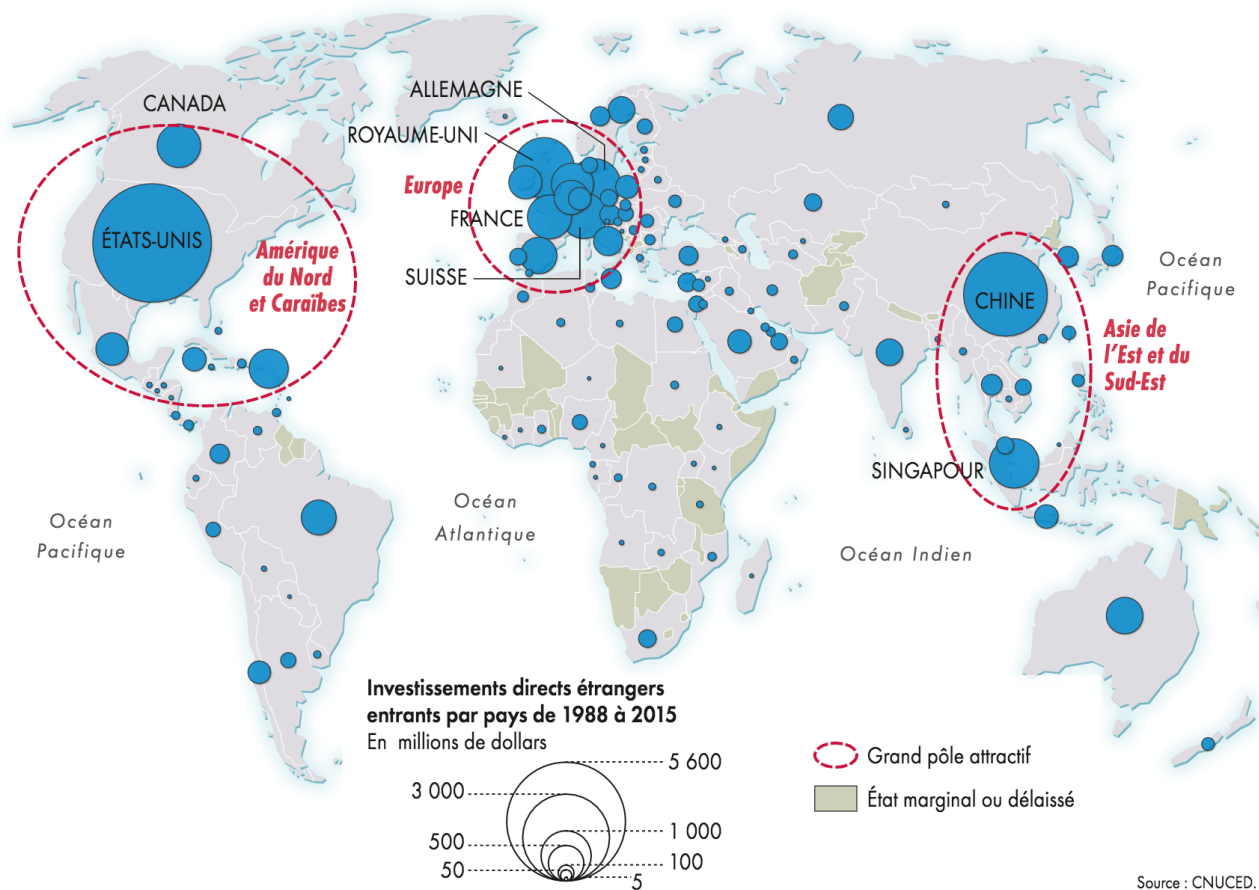 CANADA
ALLEMAGNE
ROYAUME-UNI
Europe
FRANCE
ÉTATS-UNIS
Amérique
du Nord
et Caraïbes
SUISSE
Océan
Pacifique
CHINE
Asie de
l'Est et du
Sud-Est
SINGAPOUR
Océan
Pacifique
Océan
Atlantique
Océan Indien
Investissements directs étrangers
entrants par pays de 1988 à 2015
En millions de dollars
5 600
3 000
1 000
500
100
50
5
Grand pôle attractif
État marginal ou délaissé
Source : CNUCED.